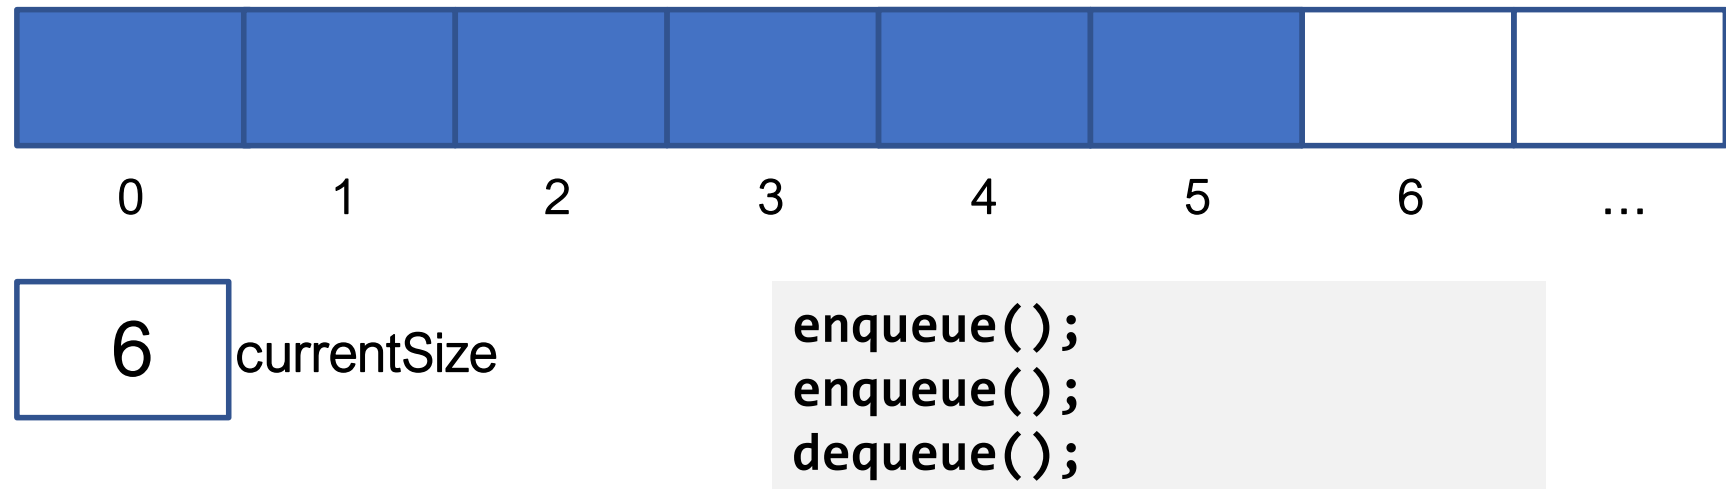 0 1 2 3 4 5 6 ...
6 currentSize
enqueue();
enqueue();
dequeue();